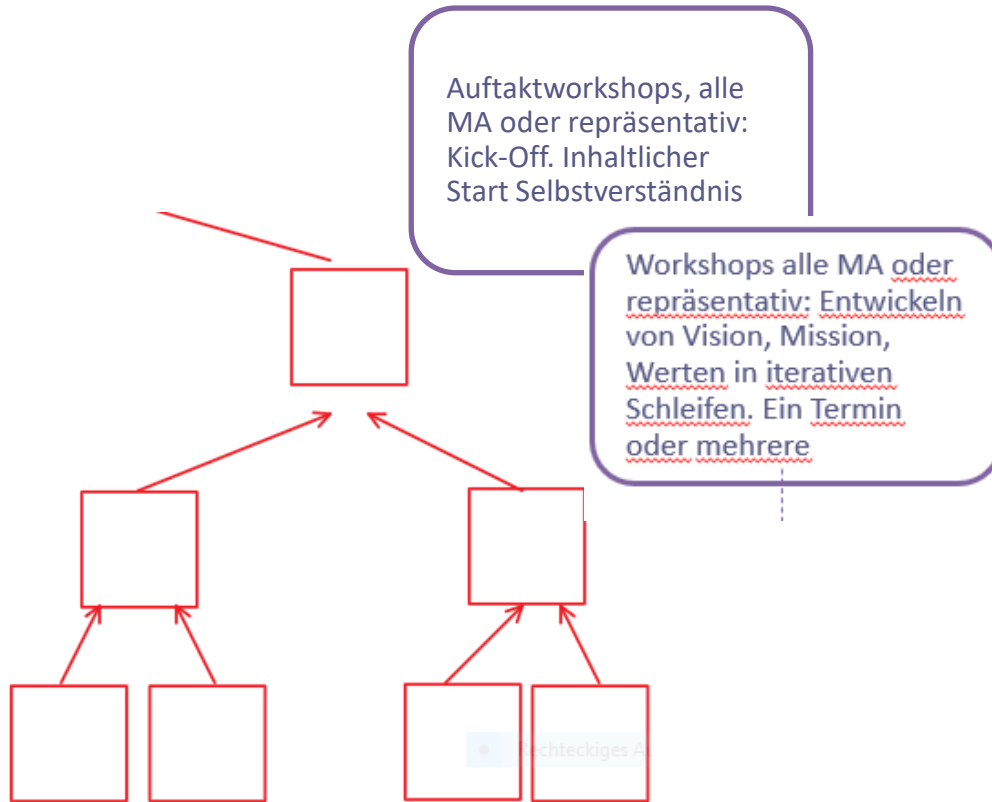 Auftaktworkshops, alle
MA oder repräsentativ:
Kick-Off. Inhaltlicher
Start Selbstverständnis
Workshops alle MA oder
repräsentativ: Entwickeln
von Vision, Mission,
Werten in iterativen
Schleifen. Ein Termin
oder mehrere
Rechteckiges